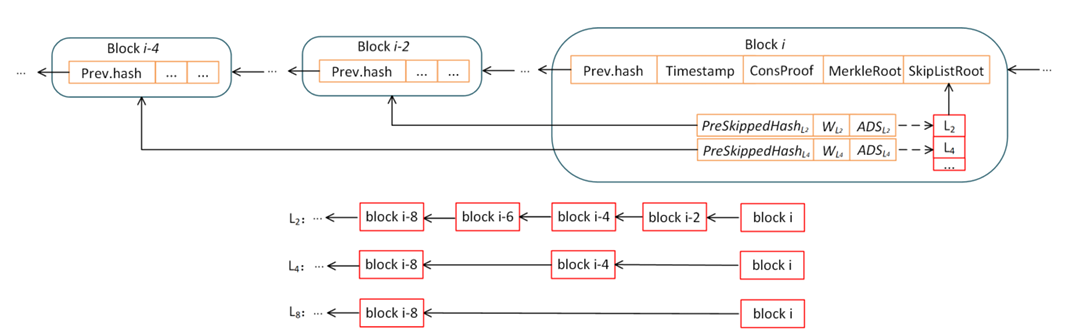 Block i-4
Block i-2
Block i
... Prev.hash ... ... ... Prev.hash ... ... ... Prev.hash Timestamp ConsProof MerkleRoot SkipListRoot ...
PreSkippedHashL2 WL2 ADSL2 L2
PreSkippedHashL4 WL4 ADSL4 L4
...
L2: ... block i-8 block i-6 block i-4 block i-2 block i
L4: ... block i-8 block i-4 block i
L8: ... block i-8 block i